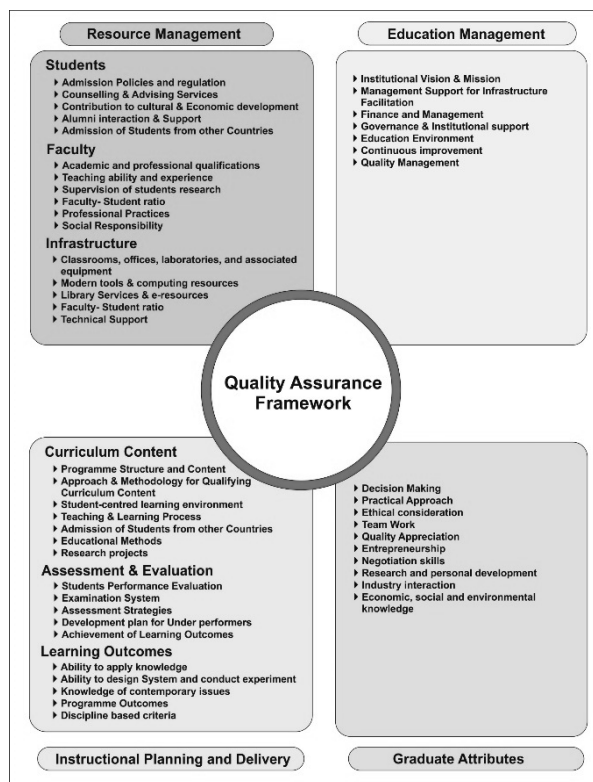 Resource Management
Students
Admission Policies and regulation
Counselling & Advising Services
Contribution to cultural & Economic development
Alumni interaction & Support
Admission of Students from other Countries
Faculty
Academic and professional qualifications
Teaching ability and experience
Supervision of students research
Faculty- Student ratio
Professional Practices
Social Responsibility
Infrastructure
Classrooms, offices, laboratories, and associated
equipment
Modern tools & computing resources
Library Services & e-resources
Faculty- Student ratio
Technical Support
Education Management
Institutional Vision & Mission
Management Support for Infrastructure
Facilitation
Finance and Management
Governance & Institutional support
Education Environment
Continuous improvement
Quality Management
Quality Assurance
Framework
Curriculum Content
Programme Structure and Content
Approach & Methodology for Qualifying
Curriculum Content
Student-centred learning environment
Teaching & Learning Process
Admission of Students from other Countries
Educational Methods
Research projects
Assessment & Evaluation
Students Performance Evaluation
Examination System
Assessment Strategies
Development plan for Under performers
Achievement of Learning Outcomes
Learning Outcomes
Ability to apply knowledge
Ability to design System and conduct experiment
Knowledge of contemporary issues
Programme Outcomes
Discipline based criteria
Instructional Planning and Delivery
Decision Making
Practical Approach
Ethical consideration
Team Work
Quality Appreciation
Entrepreneurship
Negotiation skills
Research and personal development
Industry interaction
Economic, social and environmental
knowledge
Graduate Attributes